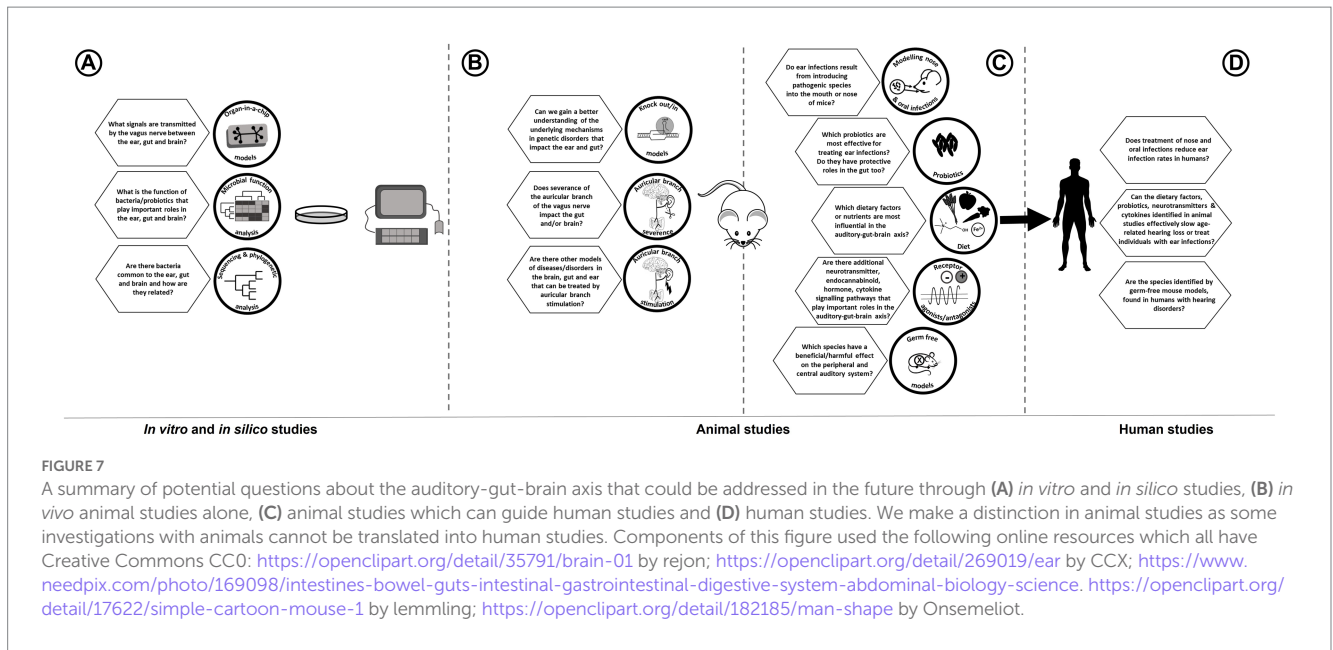 A
What signals are transmitted
by the vagus nerve between
the ear, gut and brain?
Organ-in-a-chip
models
What is the function of
bacteria/probiotics that
play important roles in
the ear, gut and brain?
Microbial function
analysis
Are there bacteria
common to the ear, gut
and brain and how are
they related?
Sequencing & phylogenetic
analysis
B
Can we gain a better
understanding of the
underlying mechanisms
in genetic disorders that
impact the ear and gut?
Knock out/in
models
Does severance of
the auricular branch
of the vagus nerve
impact the gut
and/or brain?
Auricular branch
severence
Are there other models
of diseases/disorders in
the brain, gut and ear
that can be treated by
auricular branch
stimulation?
Auricular branch
stimulation
C
Do ear infections result
from introducing
pathogenic species
into the mouth or nose
of mice?
Modelling nose
& oral infections
Which probiotics are
most effective for
treating ear infections?
Do they have protective
roles in the gut too?
Probiotics
Which dietary factors
or nutrients are most
influential in the
auditory-gut-brain axis?
Diet
Are there additional
neurotransmitter,
endocannabinoid,
hormone, cytokine
signalling pathways that
play important roles in the
auditory-gut-brain axis?
Receptor
agonists/antagonists
Which species have a
beneficial/harmful effect
on the peripheral and
central auditory system?
Germ free
models
D
Does treatment of nose and
oral infections reduce ear
infection rates in humans?
Can the dietary factors,
probiotics, neurotransmitters &
cytokines identified in animal
studies effectively slow age-
related hearing loss or treat
individuals with ear infections?
Are the species identified by
germ-free mouse models,
found in humans with hearing
disorders?
In vitro and in silico studies
Animal studies
Human studies
FIGURE 7
A summary of potential questions about the auditory-gut-brain axis that could be addressed in the future through (A) in vitro and in silico studies, (B) in
vivo animal studies alone, (C) animal studies which can guide human studies and (D) human studies. We make a distinction in animal studies as some
investigations with animals cannot be translated into human studies. Components of this figure used the following online resources which all have
Creative Commons CC0: https://openclipart.org/detail/35791/brain-01 by rejon; https://openclipart.org/detail/269019/ear by CCX; https://www.
needpix.com/photo/169098/intestines-bowel-guts-intestinal-gastrointestinal-digestive-system-abdominal-biology-science. https://openclipart.org/
detail/17622/simple-cartoon-mouse-1 by lemmling; https://openclipart.org/detail/182185/man-shape by Onsemeliot.